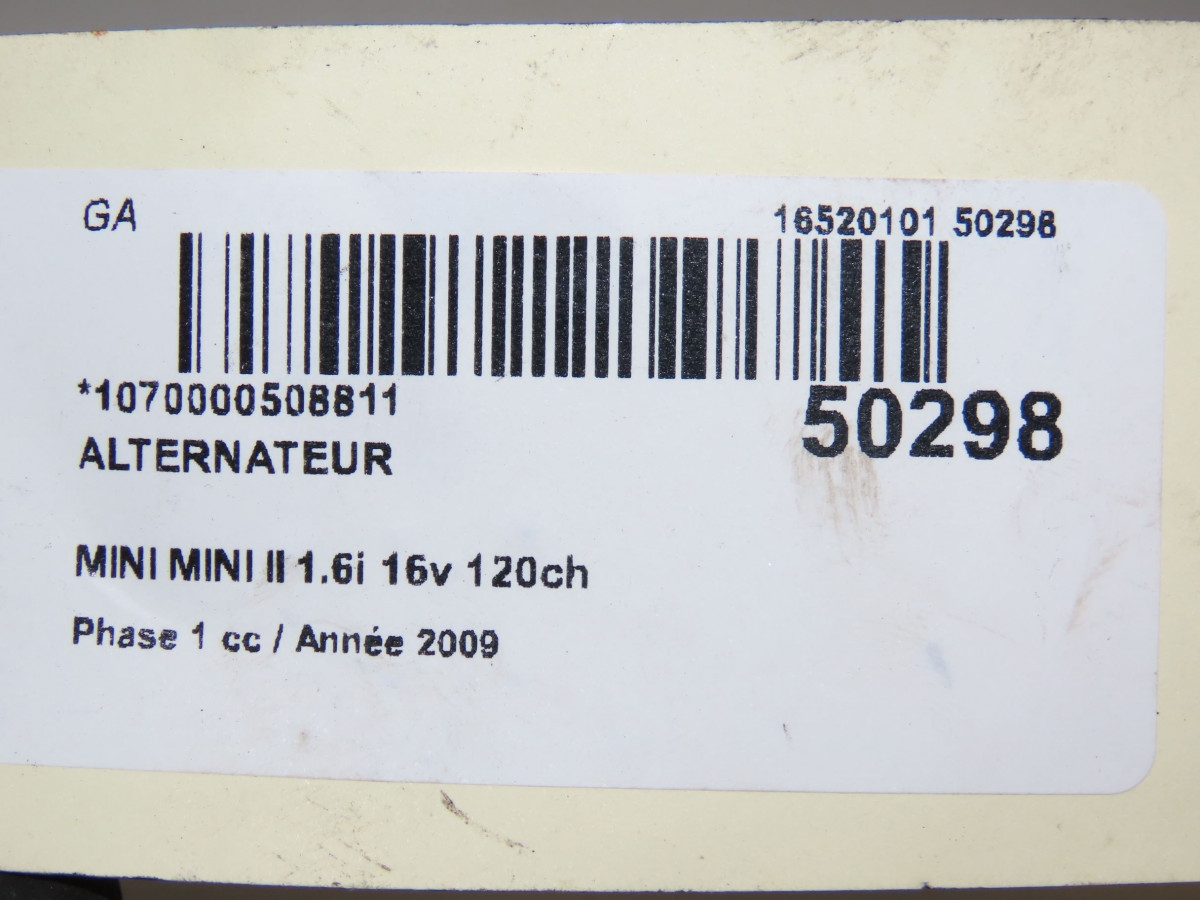 GA 16520101 50298
*1070000508811
50298
ALTERNATEUR
MINI MINI II 1.6i 16v 120ch
Phase 1 cc / Année 2009